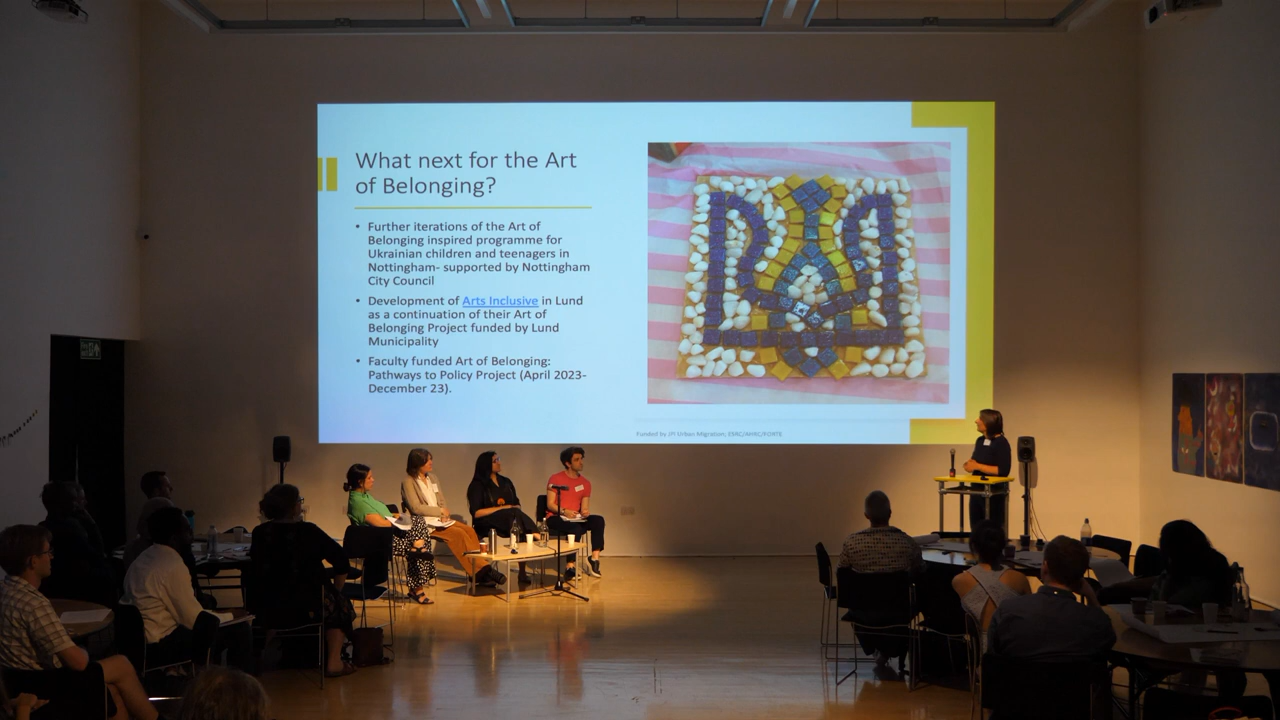 What next for the Art
of Belonging?
• Further iterations of the Art of
Belonging inspired programme for
Ukrainian children and teenagers in
Nottingham- supported by Nottingham
City Council
• Development of Arts Inclusive in Lund
as a continuation of their Art of
Belonging Project funded by Lund
Municipality
• Faculty funded Art of Belonging:
Pathways to Policy Project (April 2023-
December 23).
Funded by JPI Urban Migration; ESRC/AHRC/FORTE